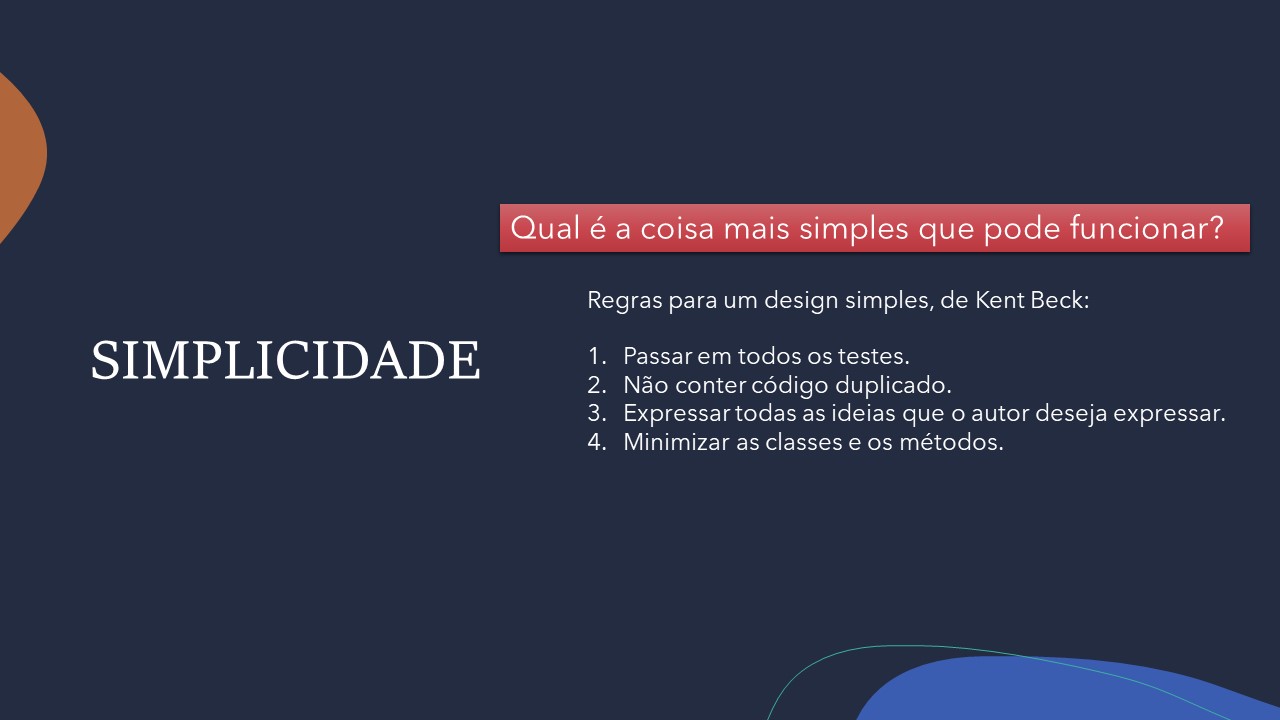 SIMPLICIDADE
Qual é a coisa mais simples que pode funcionar?
Regras para um design simples, de Kent Beck:
1. Passar em todos os testes.
2. Não conter código duplicado.
3. Expressar todas as ideias que o autor deseja expressar.
4. Minimizar as classes e os métodos.